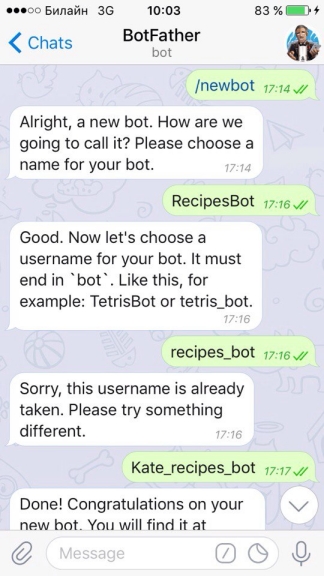 Билайн 3G 10:03 83 %
Chats
BotFather
bot
/newbot 17:14
Alright, a new bot. How are we
going to call it? Please choose a
name for your bot. 17:14
RecipesBot 17:16
Good. Now let's choose a
username for your bot. It must
end in `bot`. Like this, for
example: TetrisBot or tetris_bot.
17:16
recipes_bot 17:16
Sorry, this username is already
taken. Please try something
different. 17:16
Kate_recipes_bot 17:17
Done! Congratulations on your
new bot. You will find it at
Message